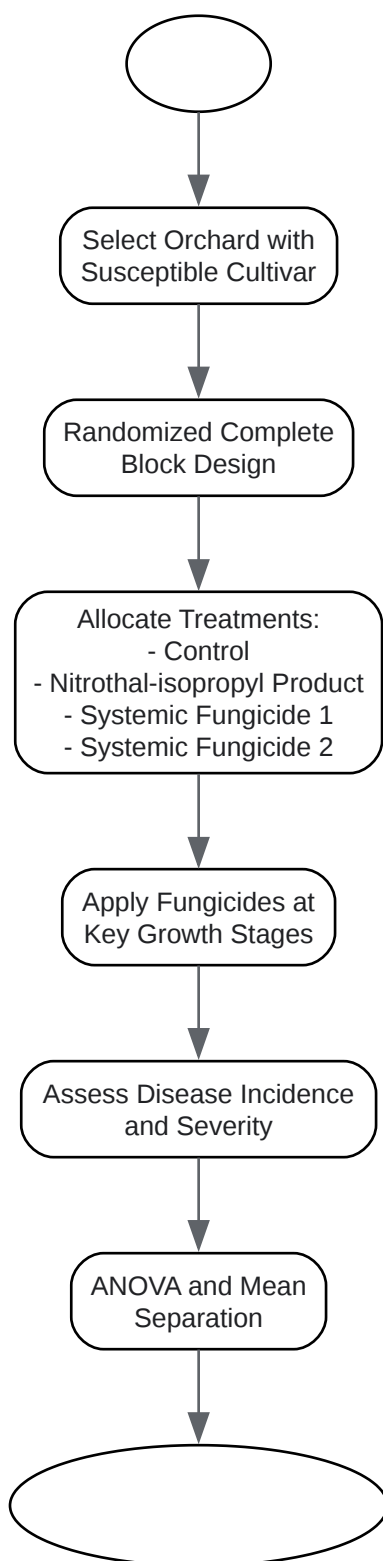 Select Orchard with
Susceptible Cultivar
Randomized Complete
Block Design
Allocate Treatments:
- Control
- Nitrothal-isopropyl Product
- Systemic Fungicide 1
- Systemic Fungicide 2
Apply Fungicides at
Key Growth Stages
Assess Disease Incidence
and Severity
ANOVA and Mean
Separation